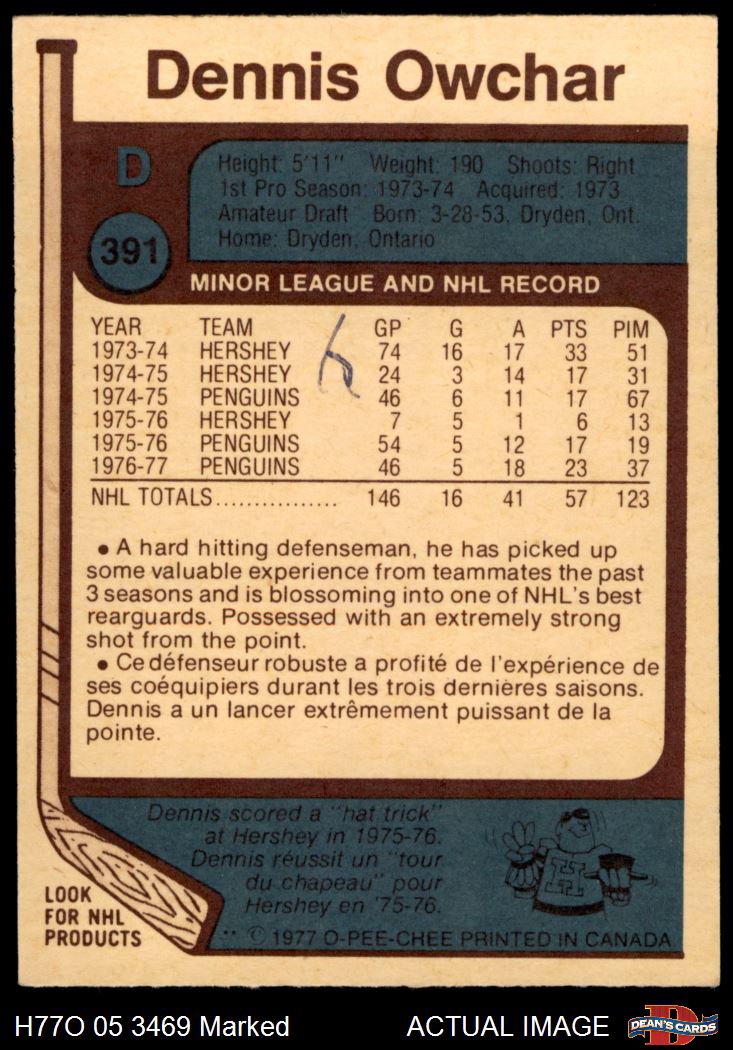 Dennis Owchar
D
391
Height: 5'11" Weight: 190 Shoots: Right
1st Pro Season: 1973-74 Acquired: 1973
Amateur Draft Born: 3-28-53, Dryden, Ont.
Home: Dryden, Ontario
MINOR LEAGUE AND NHL RECORD
YEAR TEAM GP G A PTS PIM
1973-74 HERSHEY 74 16 17 33 51
1974-75 HERSHEY 24 3 14 17 31
1974-75 PENGUINS 46 6 11 17 67
1975-76 HERSHEY 7 5 1 6 13
1975-76 PENGUINS 54 5 12 17 19
1976-77 PENGUINS 46 5 18 23 37
NHL TOTALS................ 146 16 41 57 123
• A hard hitting defenseman, he has picked up
some valuable experience from teammates the past
3 seasons and is blossoming into one of NHL's best
rearguards. Possessed with an extremely strong
shot from the point.
• Ce défenseur robuste a profité de l'expérience de
ses coéquipiers durant les trois dernières saisons.
Dennis a un lancer extrêmement puissant de la
pointe.
Dennis scored a "hat trick"
at Hershey in 1975-76.
Dennis réussit un "tour
du chapeau" pour
Hershey en '75-76.
H
LOOK
FOR NHL
PRODUCTS
** © 1977 O-PEE-CHEE PRINTED IN CANADA
H77O 05 3469 Marked ACTUAL IMAGE
D
DEAN'S CARDS